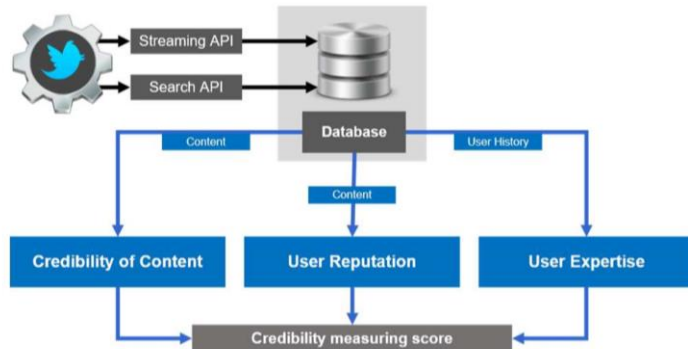 Streaming API
Search API
Database
Content
User History
Content
Credibility of Content
User Reputation
User Expertise
Credibility measuring score